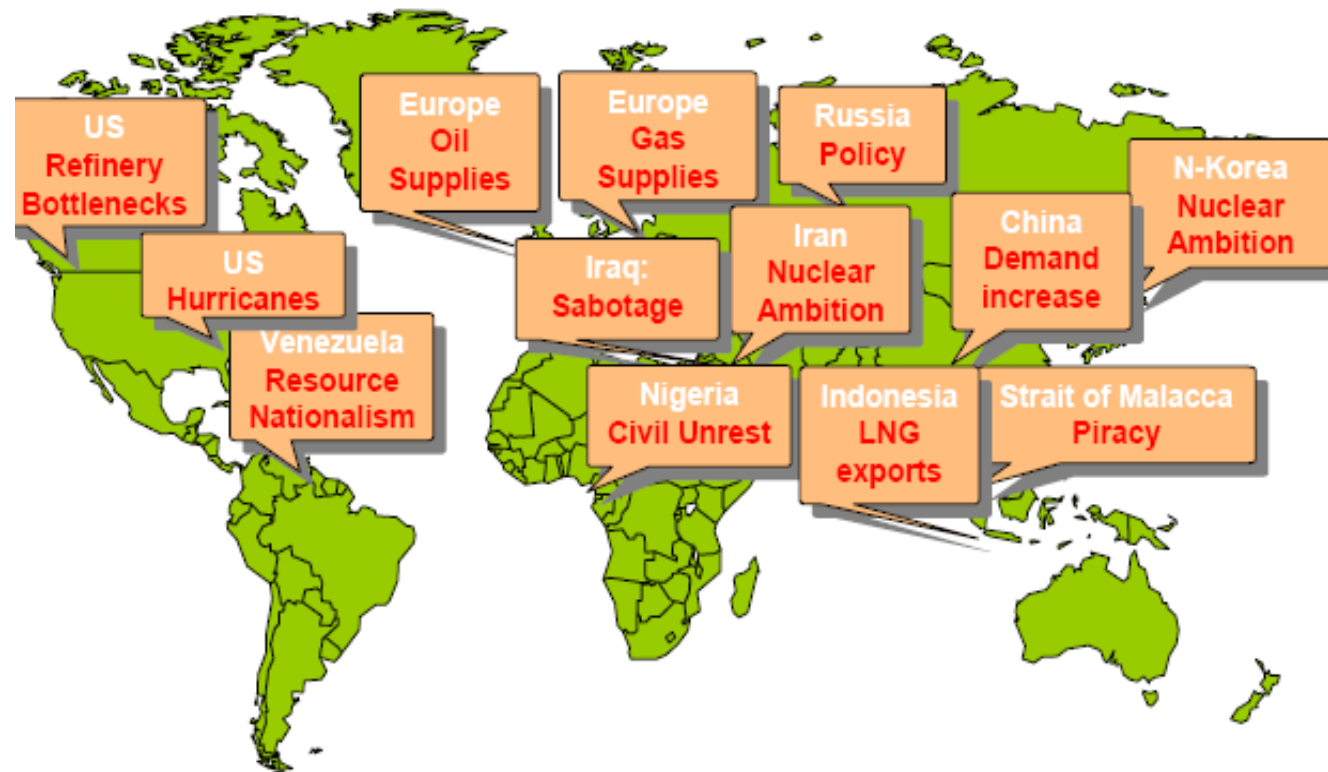 US
Refinery
Bottlenecks
US
Hurricanes
Venezuela
Resource
Nationalism
Europe
Oil
Supplies
Europe
Gas
Supplies
Russia
Policy
Iraq:
Sabotage
Iran
Nuclear
Ambition
China
Demand
increase
N-Korea
Nuclear
Ambition
Nigeria
Civil Unrest
Indonesia
LNG
exports
Strait of Malacca
Piracy